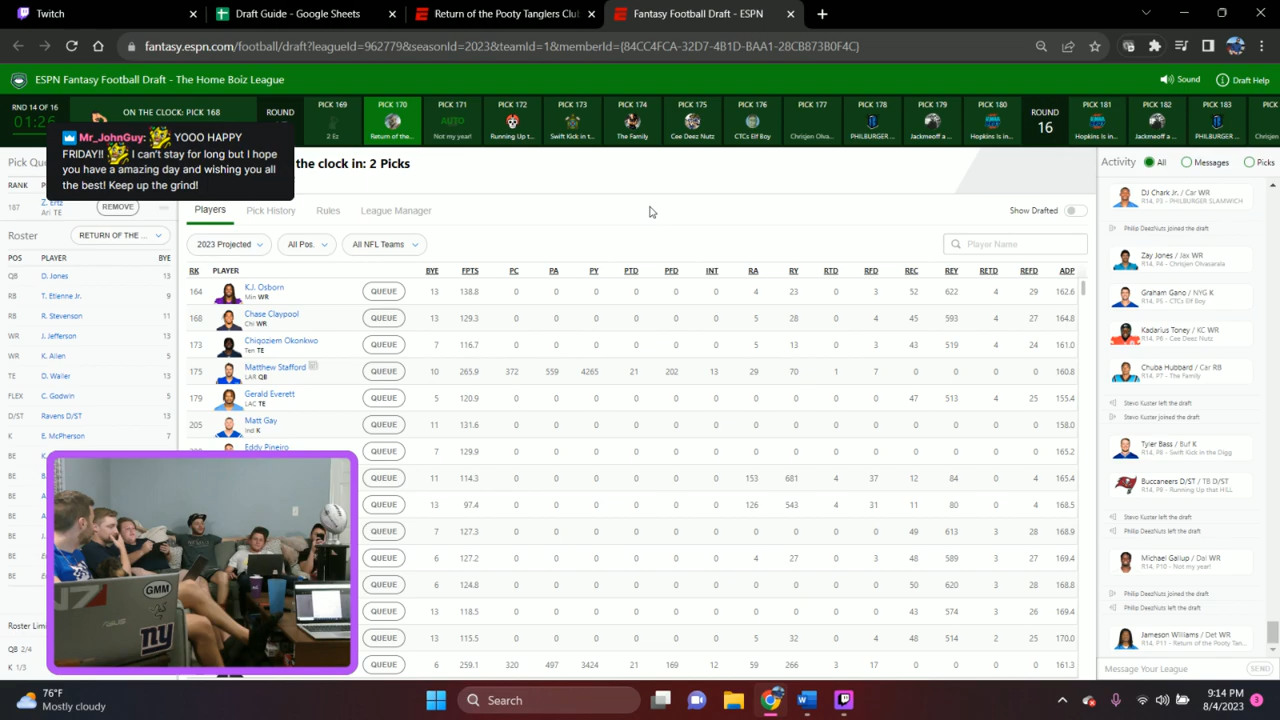 Twitch
Draft Guide - Google Sheets
Return of the Pooty Tanglers Clu
Fantasy Football Draft - ESPN
fantasy.espn.com/football/draft?leagueId=962779&seasonId=2023&teamId=1&memberId={84CC4FCA-32D7-4B1D-BAA1-28CB873B0F4C}
ESPN Fantasy Football Draft - The Home Boiz League
Sound
Draft Help
RND 14 OF 16
01:26
ON THE CLOCK: PICK 168
ROUND
PICK 169
2 Ez
PICK 170
Return of the...
PICK 171
AUTO
Not my year!
PICK 172
Running Up t...
PICK 173
Swift Kick in t...
PICK 174
The Family
PICK 175
Cee Deez Nutz
PICK 176
CTCs Elf Boy
PICK 177
Chrisjen Olva...
PICK 178
PHILBURGER...
PICK 179
Jackmeoff a ...
PICK 180
Hopkins Is in...
ROUND
16
PICK 181
Hopkins Is in...
PICK 182
Jackmeoff a ...
PICK 183
PHILBURGER...
Mr_JohnGuy: YOOO HAPPY
FRIDAY!! I can't stay for long but I hope
you have a amazing day and wishing you all
the best! Keep up the grind!
Pick Qu
the clock in: 2 Picks
RANK
187
Z. Ertz
Ari TE
REMOVE
Roster
RETURN OF THE ...
POS PLAYER BYE
QB D. Jones 13
RB T. Etienne Jr. 9
RB R. Stevenson
WR J. Jefferson 13
WR K. Allen 5
TE D. Waller 13
FLEX C. Godwin 5
D/ST Ravens D/ST 13
K E. McPherson 7
BE
BE
BE
BE
BE
BE
BE
Roster Lim
QB 2/4
K 1/3
Players
Pick History
Rules
League Manager
Show Drafted
2023 Projected
All Pos.
All NFL Teams
Player Name
RK PLAYER BYE FPTS PC PA PY PTD PFD INT RA RY RTD RFD REC REY RETD REFD ADP
164 K.J. Osborn Min WR QUEUE 13 138.8 0 0 0 0 0 0 4 23 0 3 52 622 4 29 162.6
168 Chase Claypool Chi WR QUEUE 13 129.3 0 0 0 0 0 0 5 28 0 4 45 593 4 27 164.8
173 Chigoziem Okonkwo Ten TE QUEUE 7 116.7 0 0 0 0 0 0 5 13 0 3 43 517 4 24 161.0
175 Matthew Stafford LAR QB QUEUE 10 265.9 372 559 4265 21 202 13 29 70 1 7 0 0 0 0 160.8
179 Gerald Everett LAC TE QUEUE 5 120.9 0 0 0 0 0 0 0 0 0 0 47 513 4 25 155.4
205 Matt Gay Ind K QUEUE 11 0 0 0 0 0 0 0 0 0 0 0 0 0 0 158.0
Eddy Pineiro QUEUE 7 129.9 0 0 0 0 0 0 0 0 0 0 0 0 0 0 162.4
QUEUE 11 114.3 0 0 0 0 0 0 153 681 4 37 12 84 0 4 165.4
QUEUE 13 97.4 0 0 0 0 0 0 126 543 4 31 11 80 0 4 168.5
QUEUE 0 0 0 0 0 0 0 0 0 0 49 613 3 28 168.9
QUEUE 6 127.2 0 0 0 0 0 0 4 27 0 3 48 589 3 27 169.4
QUEUE 6 124.8 0 0 0 0 0 0 0 0 0 0 50 620 3 28 168.8
QUEUE 13 118.5 0 0 0 0 0 0 0 0 0 0 43 574 3 26 169.4
QUEUE 13 115.5 0 0 0 0 0 0 5 32 0 4 48 514 2 25 170.0
QUEUE 6 259.1 320 497 3424 21 169 12 59 266 3 17 0 0 0 0 161.3
Activity
All
Messages
Picks
DJ Chark Jr. / Car WR
R14, P3 - PHILBURGER SLAMWICH
Philip DeezNuts joined the draft
Zay Jones / Jax WR
R14, P4 - Chrisjen Olvasarala
Graham Gano / NYG K
R14, P5 - CTCs Elf Boy
Kadarius Toney / KC WR
R14, P6 - Cee Deez Nutz
Chuba Hubbard / Car RB
R14, P7 - The Family
Stevo Kuster left the draft
Stevo Kuster joined the draft
Tyler Bass / Buf K
R14, P8 - Swift Kick in the Digg
Buccaneers D/ST / TB D/ST
R14, P9 - Running Up that HILL
Stevo Kuster left the draft
Philip DeezNuts left the draft
Michael Gallup / Dal WR
R14, P10 - Not my year!
Philip DeezNuts joined the draft
Philip DeezNuts left the draft
Jameson Williams / Det WR
R14, P11 - Return of the Pooty Tan...
Message Your League
SEND
N7
ASUS
GMM
ny
76°F
Mostly cloudy
Search
9:14 PM
8/4/2023
3